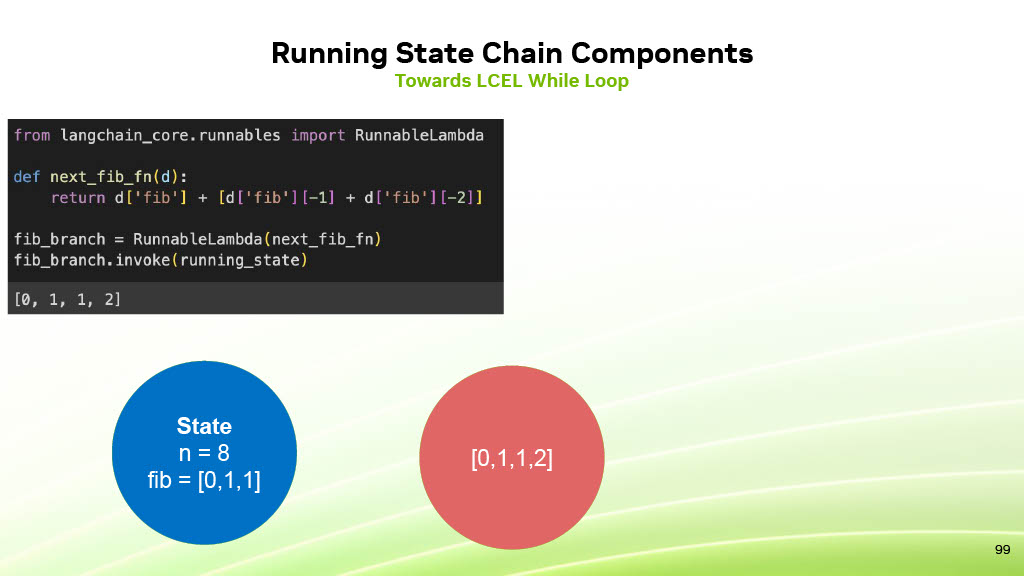 Running State Chain Components
Towards LCEL While Loop
from langchain_core.runnables import RunnableLambda
def next_fib_fn(d):
    return d['fib'] + [d['fib'][-1] + d['fib'][-2]]
fib_branch = RunnableLambda(next_fib_fn)
fib_branch.invoke(running_state)
[0, 1, 1, 2]
State
n = 8
fib = [0,1,1]
[0,1,1,2]
99